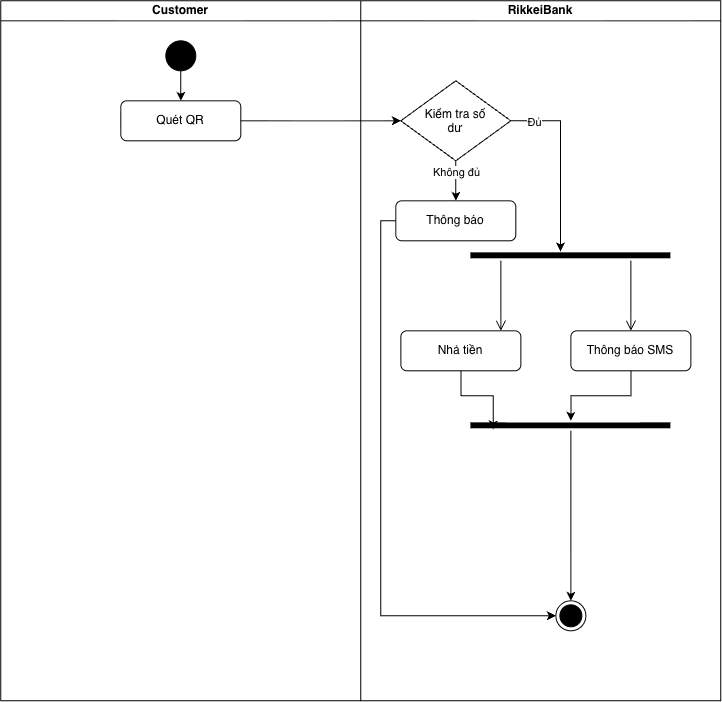 Customer
RikkeiBank
Quét QR
Kiểm tra số
dư
Đủ
Không đủ
Thông báo
Nhả tiền
Thông báo SMS